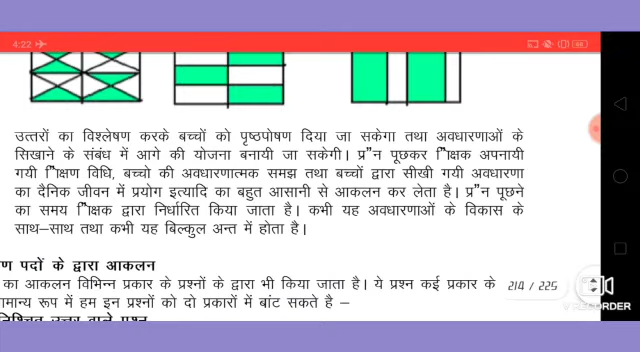 4:22
उत्तरों का विश्लेषण करके बच्चों को पृष्ठपोषण दिया जा सकेगा तथा अवधारणाओं के
सिखाने के संबंध में आगे की योजना बनायी जा सकेगी। प्र"न पूछकर िाक्षक अपनायी
गयी िाक्षण विधि, बच्चो की अवधारणात्मक समझ तथा बच्चों द्वारा सीखी गयी अवधारणा
का दैनिक जीवन में प्रयोग इत्यादि का बहुत आसानी से आकलन कर लेता है। प्र"न पूछने
का समय िाक्षक द्वारा निर्धारित किया जाता है। कभी यह अवधारणाओं के विकास के
साथ–साथ तथा कभी यह बिल्कुल अन्त में होता है।
ण पदों के द्वारा आकलन
का आकलन विभिन्न प्रकार के प्रश्नों के द्वारा भी किया जाता है। ये प्रश्न कई प्रकार के
214 / 225
ामान्य रूप में हम इन प्रश्नों को दो प्रकारों में बांट सकते है –
RECORDER
निश्चित उत्तर वाले प्रश्न